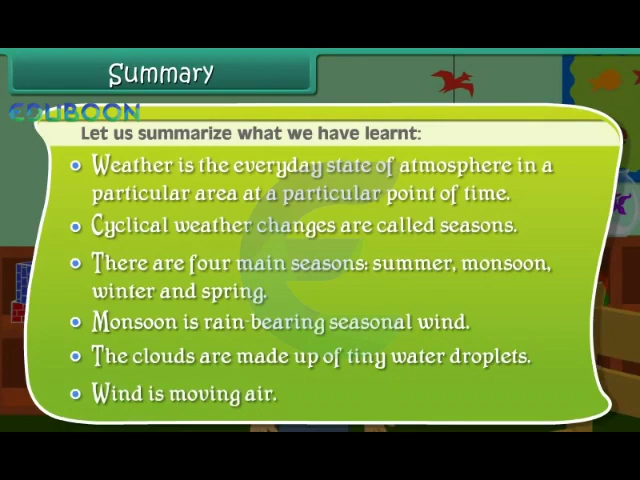 Summary
EDUBOON
Let us summarize what we have learnt:
Weather is the everyday state of atmosphere in a
particular area at a particular point of time.
Cyclical weather changes are called seasons.
There are four main seasons: summer, monsoon,
winter and spring.
Monsoon is rain-bearing seasonal wind.
The clouds are made up of tiny water droplets.
Wind is moving air.